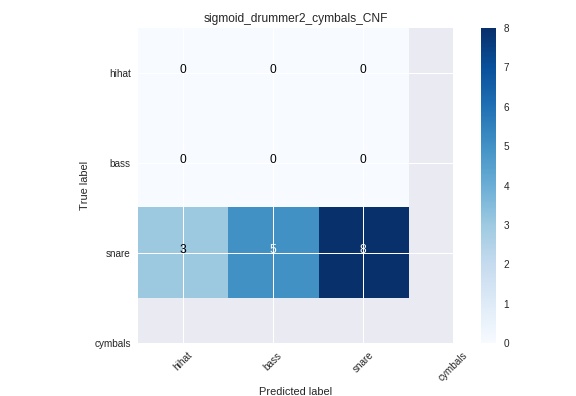 sigmoid_drummer2_cymbals_CNF
8
hihat 0 0 0
7
6
bass 0 0 0
5
True label
4
3
snare 3 5 8
2
1
cymbals
0
hihat bass snare cymbals
Predicted label